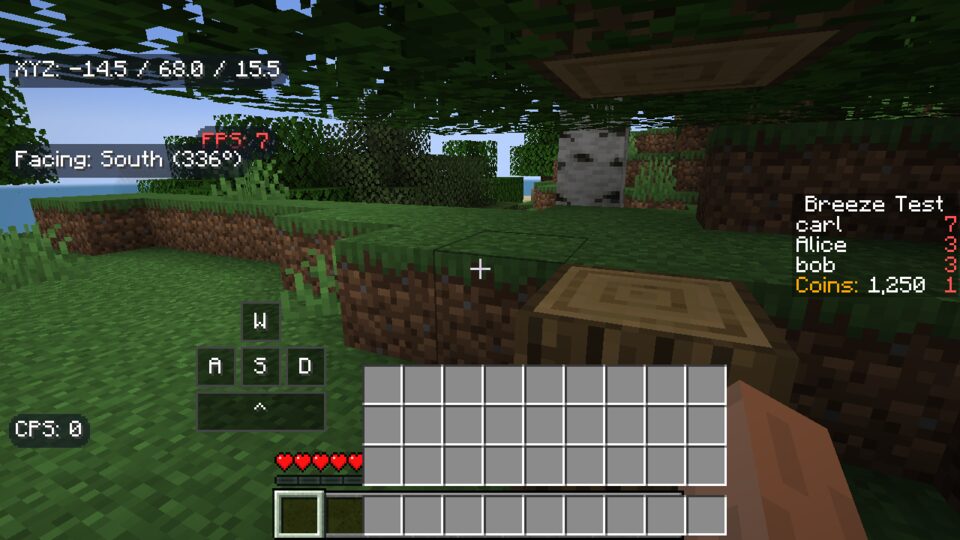 XYZ: -14.5 / 68.0 / 15.5
FPS: 7
Facing: South (336°)
Breeze Test
carl 7
Alice 3
bob 3
Coins: 1,250 1
W
A S D
^
CPS: 0